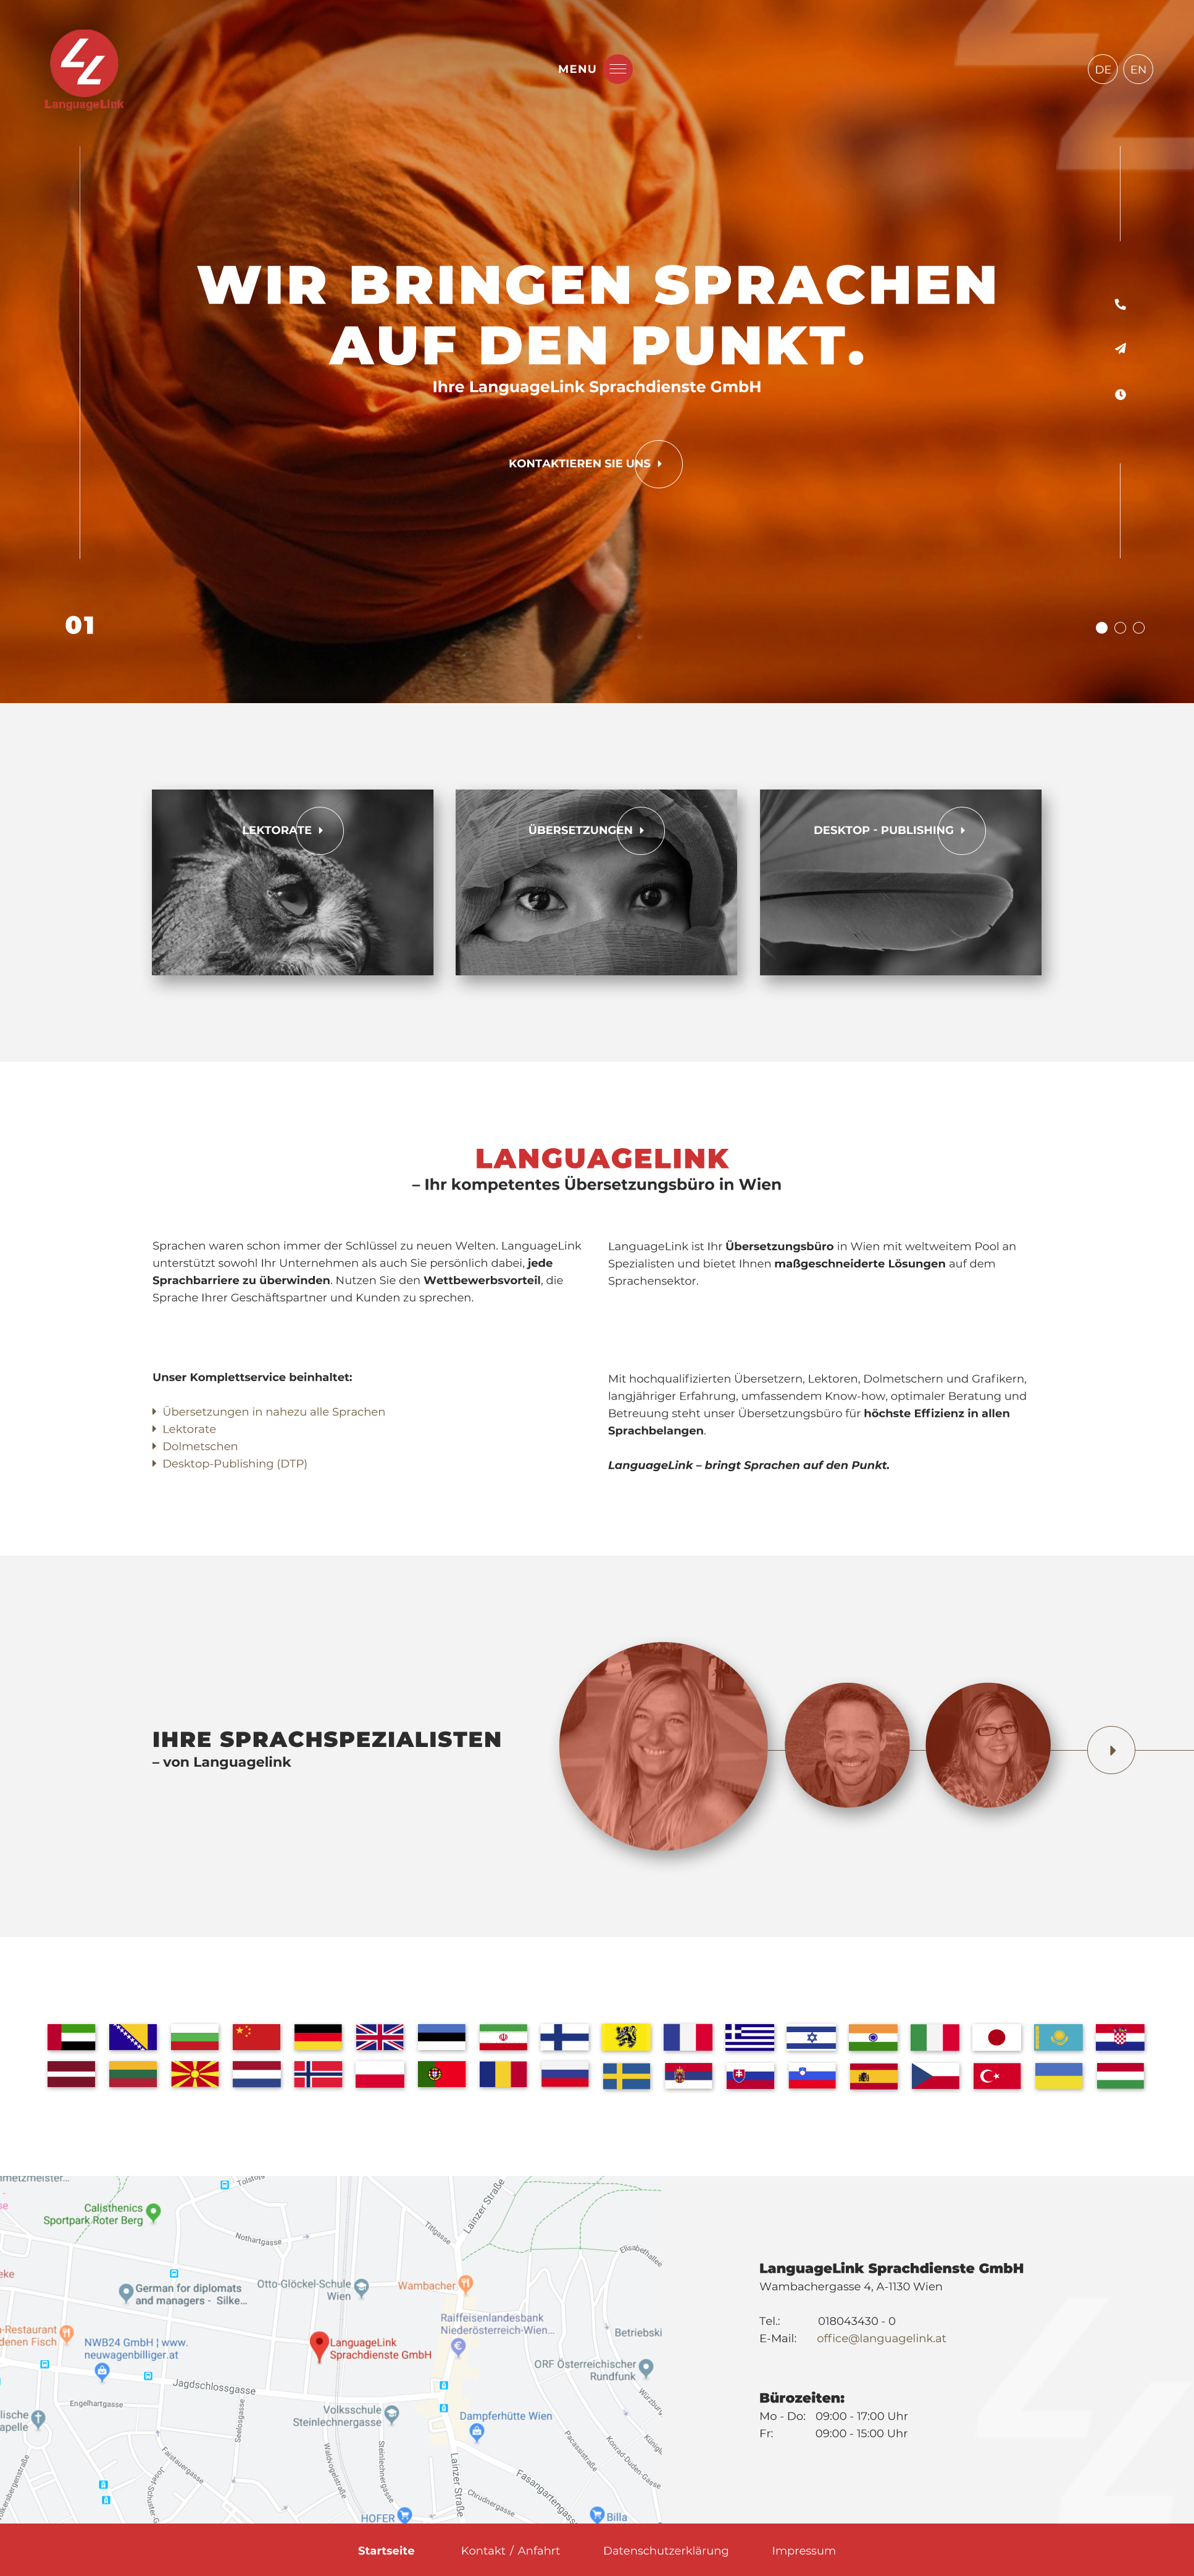 LanguageLink
MENU
DE
EN
WIR BRINGEN SPRACHEN
AUF DEN PUNKT.
Ihre LanguageLink Sprachdienste GmbH
KONTAKTIEREN SIE UNS
01
LEKTORATE
ÜBERSETZUNGEN
DESKTOP - PUBLISHING
LANGUAGELINK
– Ihr kompetentes Übersetzungsbüro in Wien
Sprachen waren schon immer der Schlüssel zu neuen Welten. LanguageLink
unterstützt sowohl Ihr Unternehmen als auch Sie persönlich dabei, jede
Sprachbarriere zu überwinden. Nutzen Sie den Wettbewerbsvorteil, die
Sprache Ihrer Geschäftspartner und Kunden zu sprechen.
LanguageLink ist Ihr Übersetzungsbüro in Wien mit weltweitem Pool an
Spezialisten und bietet Ihnen maßgeschneiderte Lösungen auf dem
Sprachensektor.
Unser Komplettservice beinhaltet:
Übersetzungen in nahezu alle Sprachen
Lektorate
Dolmetschen
Desktop-Publishing (DTP)
Mit hochqualifizierten Übersetzern, Lektoren, Dolmetschern und Grafikern,
langjähriger Erfahrung, umfassendem Know-how, optimaler Beratung und
Betreuung steht unser Übersetzungsbüro für höchste Effizienz in allen
Sprachbelangen.
LanguageLink – bringt Sprachen auf den Punkt.
IHRE SPRACHSPEZIALISTEN
– von Languagelink
Calisthenics
Sportpark Roter Berg
Nothartgasse
Titlgasse
Lainzer Straße
Elisabethallee
German for diplomats
and managers - Silke...
Otto-Glöckel-Schule
Wien
Wambacher
Raiffeisenlandesbank
Niederösterreich-Wien...
Betriebski
-Restaurant
denen Fisch
NWB24 GmbH ¦ www.
neuwagenbilliger.at
LanguageLink
Sprachdienste GmbH
ORF Österreichischer
Rundfunk
Jagdschlossgasse
Engelhartgasse
Seelosgasse
Volksschule
Steinlechnergasse
Dampferhütte Wien
Faistauergasse
Waldvogelstraße
Steinlechnergasse
Lainzer Straße
Fasangartengasse
Chrudnergasse
Pacassistraße
Konrad-Duden-Gasse
HOFER
Billa
LanguageLink Sprachdienste GmbH
Wambachergasse 4, A-1130 Wien
Tel.: 018043430 - 0
E-Mail: office@languagelink.at
Bürozeiten:
Mo - Do: 09:00 - 17:00 Uhr
Fr: 09:00 - 15:00 Uhr
Startseite
Kontakt / Anfahrt
Datenschutzerklärung
Impressum